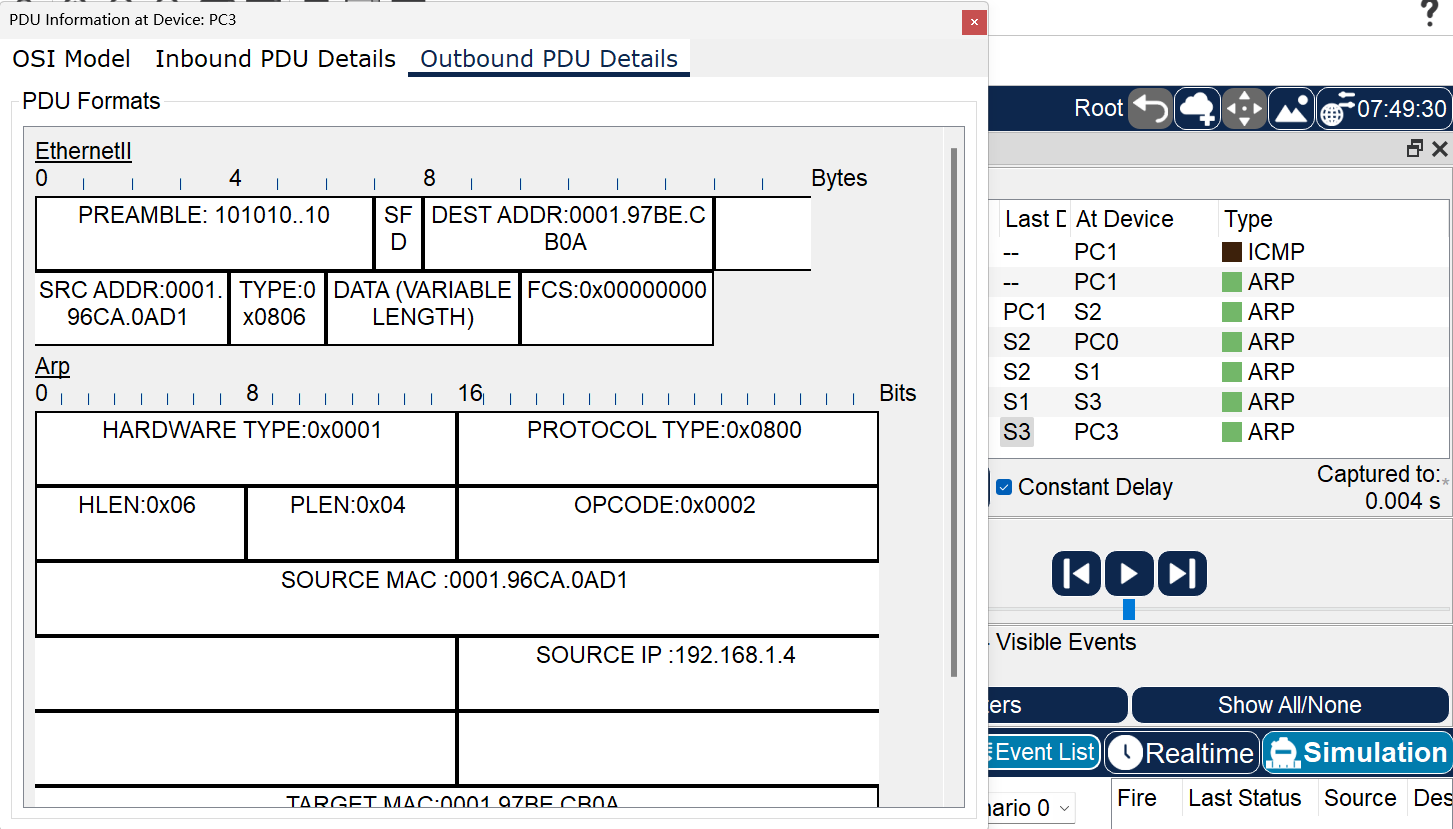 PDU Information at Device: PC3
OSI Model Inbound PDU Details Outbound PDU Details
PDU Formats
EthernetII
0 4 8 Bytes
PREAMBLE: 101010..10
SF
D
DEST ADDR:0001.97BE.C
B0A
SRC ADDR:0001.
96CA.0AD1
TYPE:0
x0806
DATA (VARIABLE
LENGTH)
FCS:0x00000000
Arp
0 8 16 Bits
HARDWARE TYPE:0x0001 PROTOCOL TYPE:0x0800
HLEN:0x06 PLEN:0x04 OPCODE:0x0002
SOURCE MAC :0001.96CA.0AD1
SOURCE IP :192.168.1.4
TARGET MAC:0001.97BE.CB0A
?
Root 07:49:30
Last D At Device Type
-- PC1 ICMP
-- PC1 ARP
PC1 S2 ARP
S2 PC0 ARP
S2 S1 ARP
S1 S3 ARP
S3 PC3 ARP
Constant Delay
Captured to:
*
0.004 s
Visible Events
ers Show All/None
Event List Realtime Simulation
nario 0
Fire Last Status Source Des